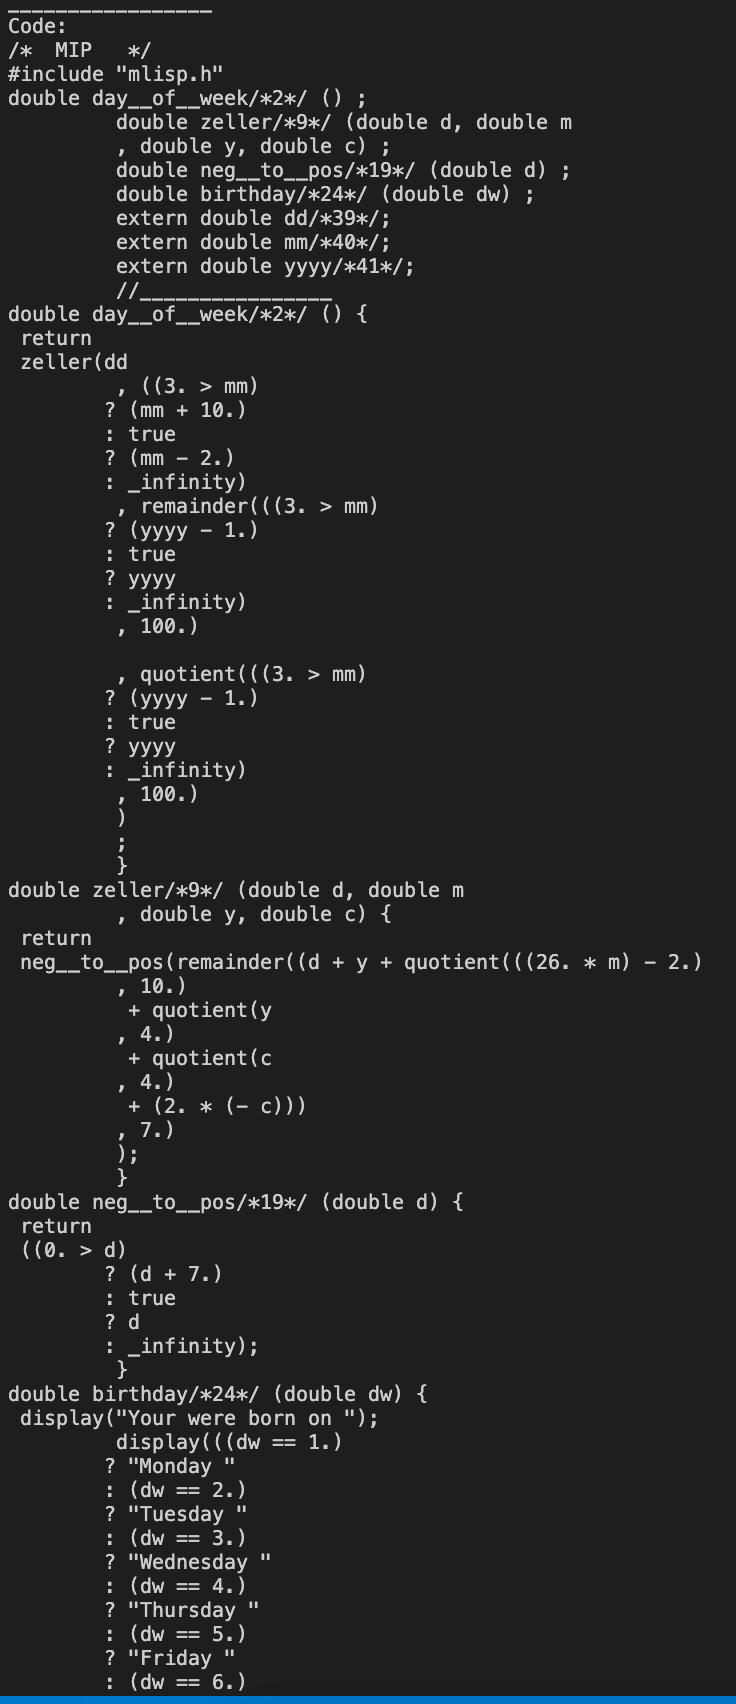 _________________
Code:
/*  MIP   */
#include "mlisp.h"
double day__of__week/*2*/ () ;
         double zeller/*9*/ (double d, double m
         , double y, double c) ;
         double neg__to__pos/*19*/ (double d) ;
         double birthday/*24*/ (double dw) ;
         extern double dd/*39*/;
         extern double mm/*40*/;
         extern double yyyy/*41*/;
         //________________
double day__of__week/*2*/ () {
 return
 zeller(dd
         , ((3. > mm)
        ? (mm + 10.)
        : true
        ? (mm - 2.)
        : _infinity)
         , remainder(((3. > mm)
        ? (yyyy - 1.)
        : true
        ? yyyy
        : _infinity)
         , 100.)

         , quotient(((3. > mm)
        ? (yyyy - 1.)
        : true
        ? yyyy
        : _infinity)
         , 100.)
         )
         ;
         }
double zeller/*9*/ (double d, double m
         , double y, double c) {
 return
 neg__to__pos(remainder((d + y + quotient(((26. * m) - 2.)
         , 10.)
          + quotient(y
         , 4.)
          + quotient(c
         , 4.)
          + (2. * (- c)))
         , 7.)
         );
         }
double neg__to__pos/*19*/ (double d) {
 return
 ((0. > d)
        ? (d + 7.)
        : true
        ? d
        : _infinity);
         }
double birthday/*24*/ (double dw) {
 display("Your were born on ");
         display(((dw == 1.)
        ? "Monday "
        : (dw == 2.)
        ? "Tuesday "
        : (dw == 3.)
        ? "Wednesday "
        : (dw == 4.)
        ? "Thursday "
        : (dw == 5.)
        ? "Friday "
        : (dw == 6.)